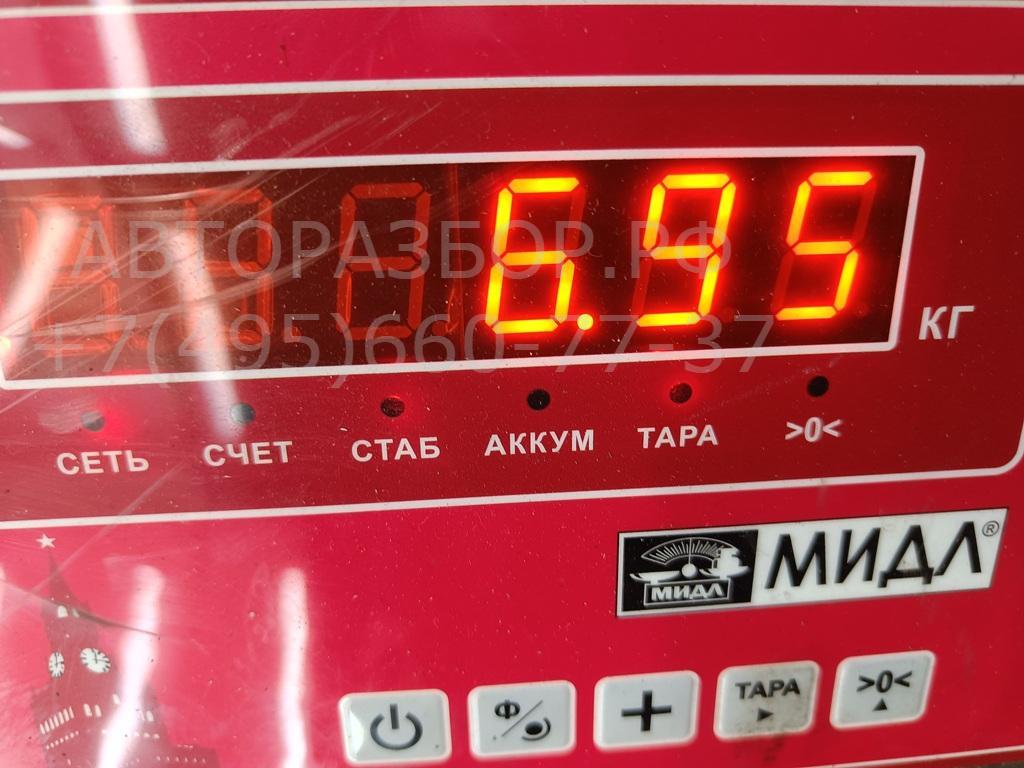 6.95
КГ
АВТОРАЗБОР.РФ
+7(495)660-77-37
СЕТЬ СЧЕТ СТАБ АККУМ ТАРА >0<
МИДЛ МИДЛ®
Ф + ТАРА >0<